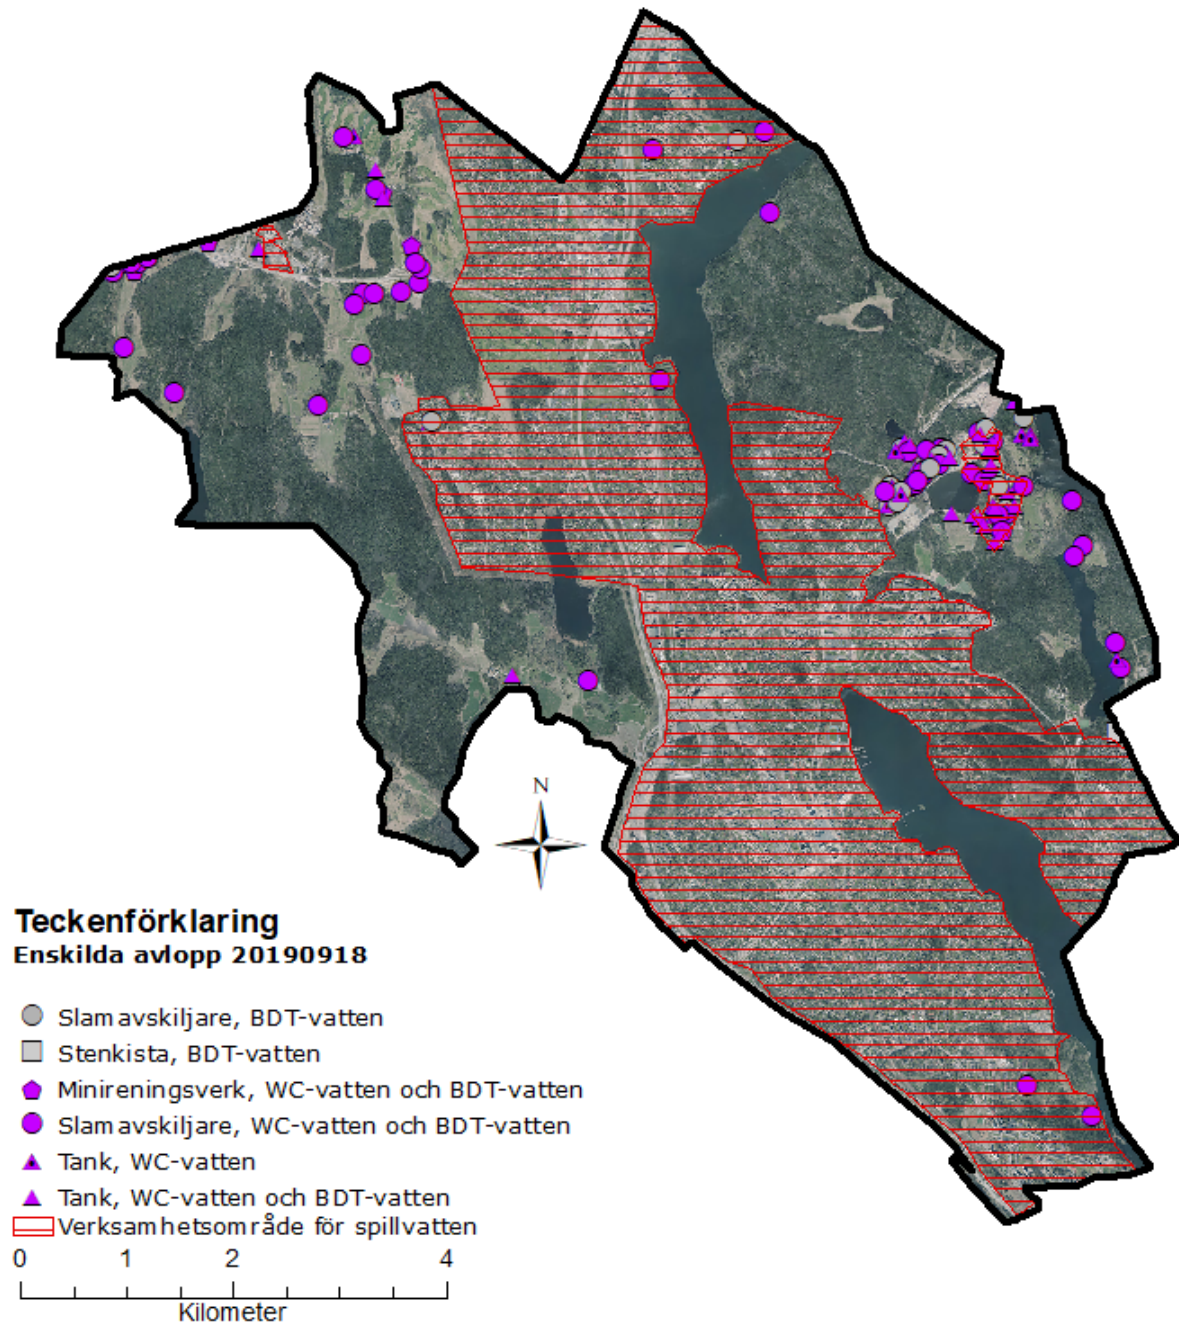 N
Teckenförklaring
Enskilda avlopp 20190918
Slamavskiljare, BDT-vatten
Stenkista, BDT-vatten
Minireningsverk, WC-vatten och BDT-vatten
Slamavskiljare, WC-vatten och BDT-vatten
Tank, WC-vatten
Tank, WC-vatten och BDT-vatten
Verksamhetsområde för spillvatten
0 1 2 4
Kilometer